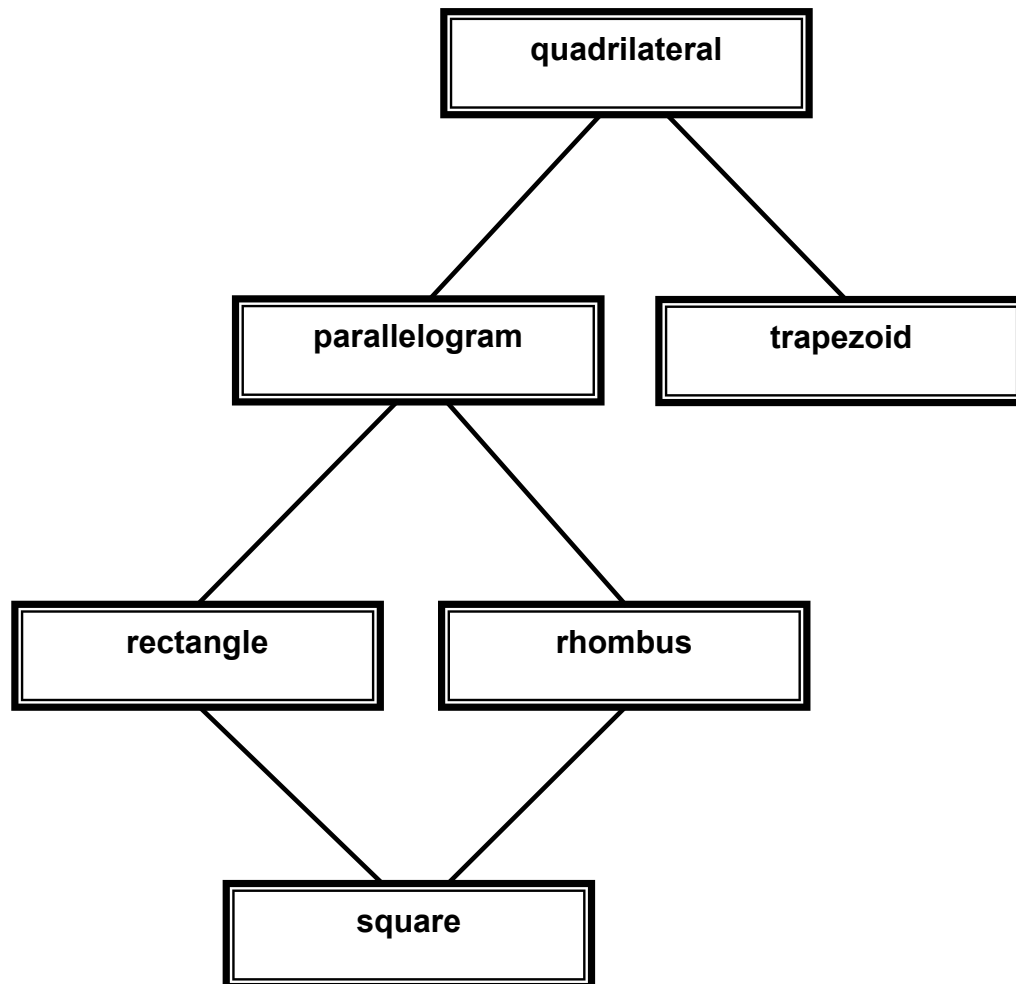 quadrilateral
parallelogram
trapezoid
rectangle
rhombus
square